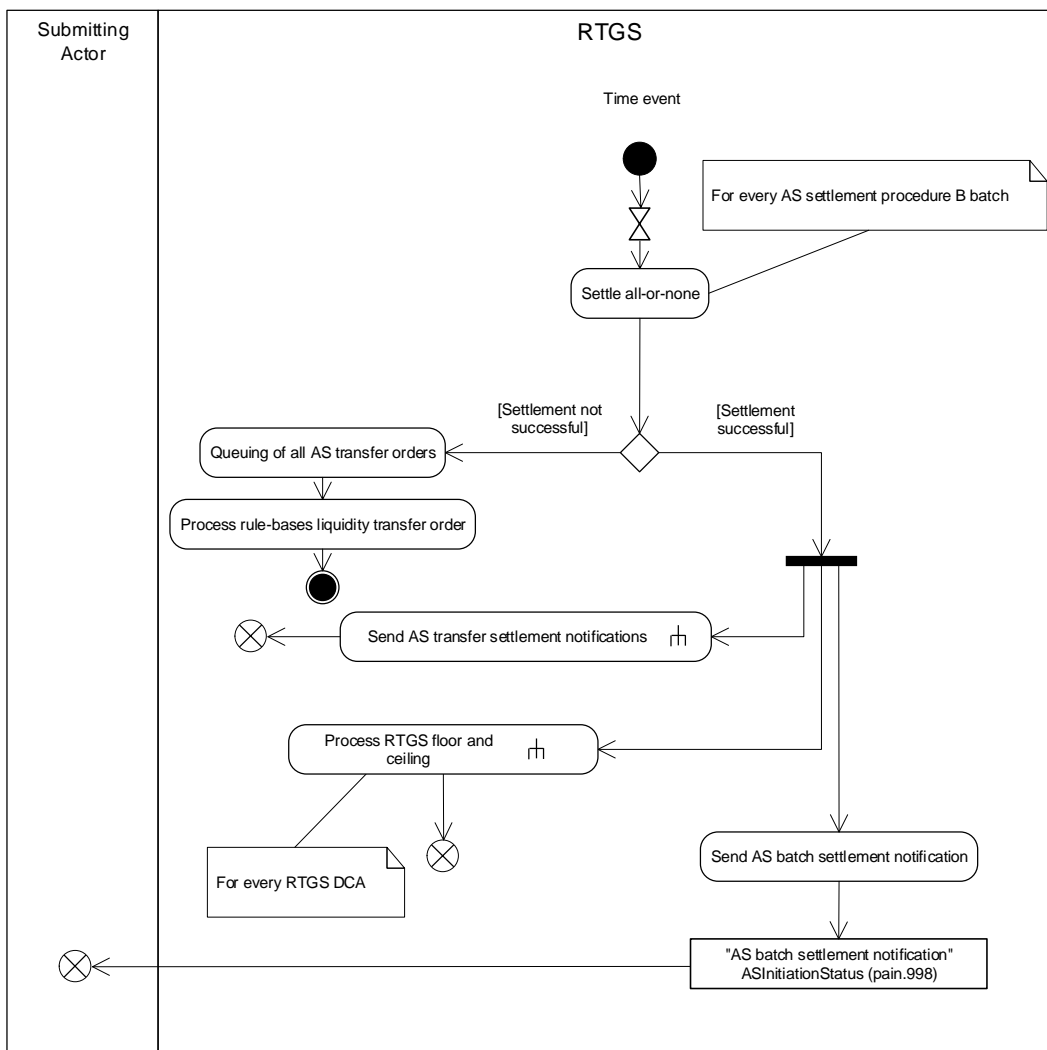 Submitting
Actor
RTGS
Time event
For every AS settlement procedure B batch
Settle all-or-none
[Settlement not
successful]
[Settlement
successful]
Queuing of all AS transfer orders
Process rule-bases liquidity transfer order
Send AS transfer settlement notifications
Process RTGS floor and
ceiling
For every RTGS DCA
Send AS batch settlement notification
"AS batch settlement notification"
ASInitiationStatus (pain.998)